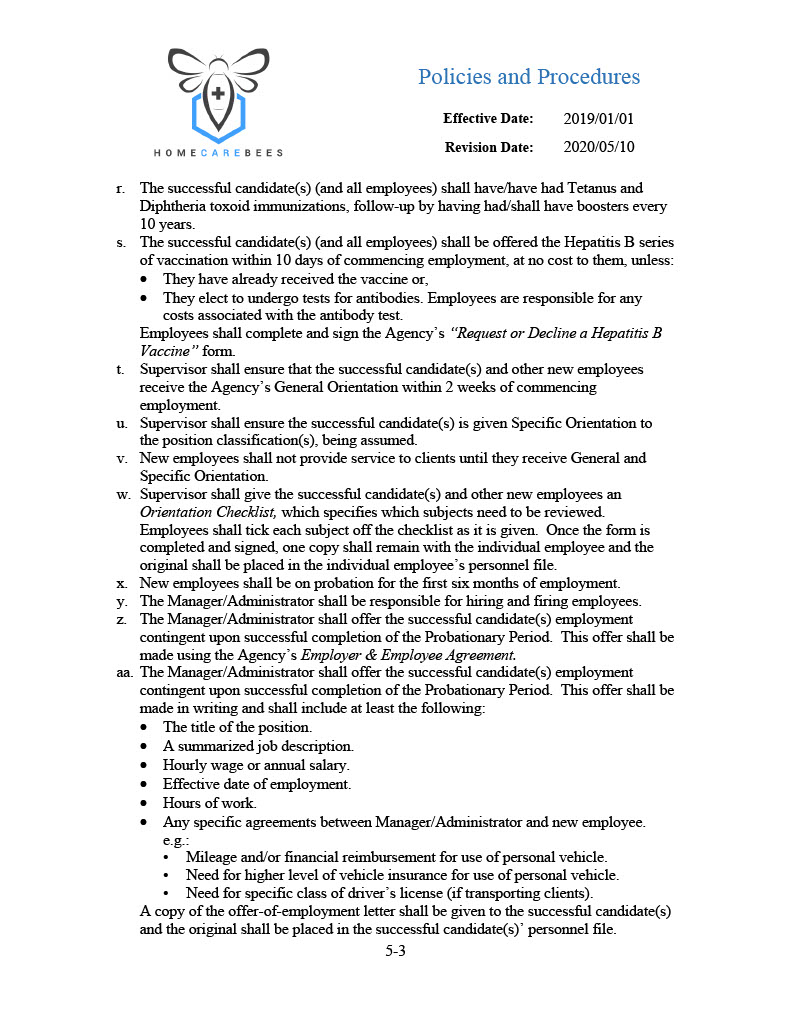 Policies and Procedures
Effective Date: 2019/01/01
Revision Date: 2020/05/10
HOMECAREBEES
r. The successful candidate(s) (and all employees) shall have/have had Tetanus and
Diphtheria toxoid immunizations, follow-up by having had/shall have boosters every
10 years.
s. The successful candidate(s) (and all employees) shall be offered the Hepatitis B series
of vaccination within 10 days of commencing employment, at no cost to them, unless:
• They have already received the vaccine or,
• They elect to undergo tests for antibodies. Employees are responsible for any
costs associated with the antibody test.
Employees shall complete and sign the Agency’s “Request or Decline a Hepatitis B
Vaccine” form.
t. Supervisor shall ensure that the successful candidate(s) and other new employees
receive the Agency’s General Orientation within 2 weeks of commencing
employment.
u. Supervisor shall ensure the successful candidate(s) is given Specific Orientation to
the position classification(s), being assumed.
v. New employees shall not provide service to clients until they receive General and
Specific Orientation.
w. Supervisor shall give the successful candidate(s) and other new employees an
Orientation Checklist, which specifies which subjects need to be reviewed.
Employees shall tick each subject off the checklist as it is given. Once the form is
completed and signed, one copy shall remain with the individual employee and the
original shall be placed in the individual employee’s personnel file.
x. New employees shall be on probation for the first six months of employment.
y. The Manager/Administrator shall be responsible for hiring and firing employees.
z. The Manager/Administrator shall offer the successful candidate(s) employment
contingent upon successful completion of the Probationary Period. This offer shall be
made using the Agency’s Employer & Employee Agreement.
aa. The Manager/Administrator shall offer the successful candidate(s) employment
contingent upon successful completion of the Probationary Period. This offer shall be
made in writing and shall include at least the following:
• The title of the position.
• A summarized job description.
• Hourly wage or annual salary.
• Effective date of employment.
• Hours of work.
• Any specific agreements between Manager/Administrator and new employee.
e.g.:
• Mileage and/or financial reimbursement for use of personal vehicle.
• Need for higher level of vehicle insurance for use of personal vehicle.
• Need for specific class of driver’s license (if transporting clients).
A copy of the offer-of-employment letter shall be given to the successful candidate(s)
and the original shall be placed in the successful candidate(s)’ personnel file.
5-3